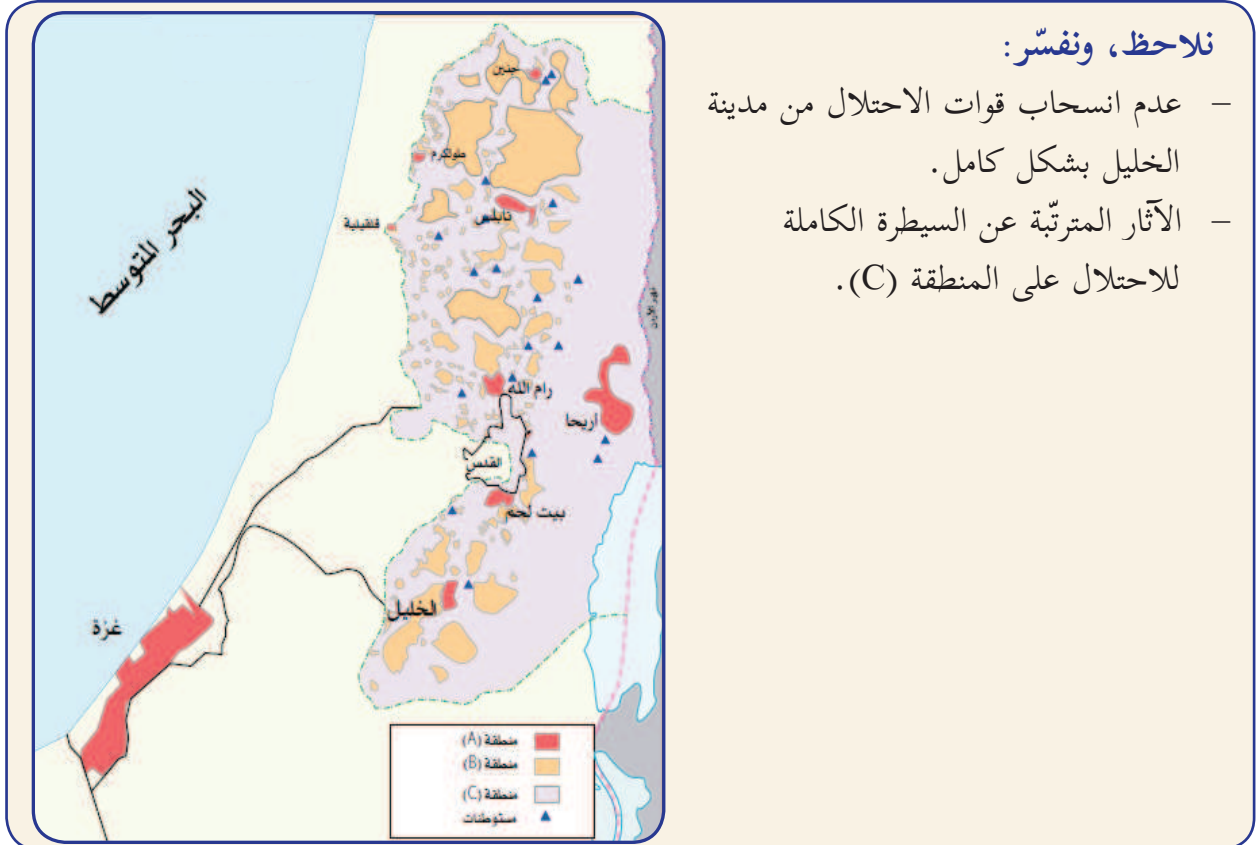 نلاحظ، ونفسّر:
– عدم انسحاب قوات الاحتلال من مدينة
الخليل بشكل كامل.
– الآثار المترتّبة عن السيطرة الكاملة
للاحتلال على المنطقة (C).
البحر المتوسط
جنين
طولكرم
نابلس
قلقيلية
نهر الأردن
رام الله
أريحا
القدس
بيت لحم
الخليل
غزة
منطقة (A)
منطقة (B)
منطقة (C)
مستوطنات